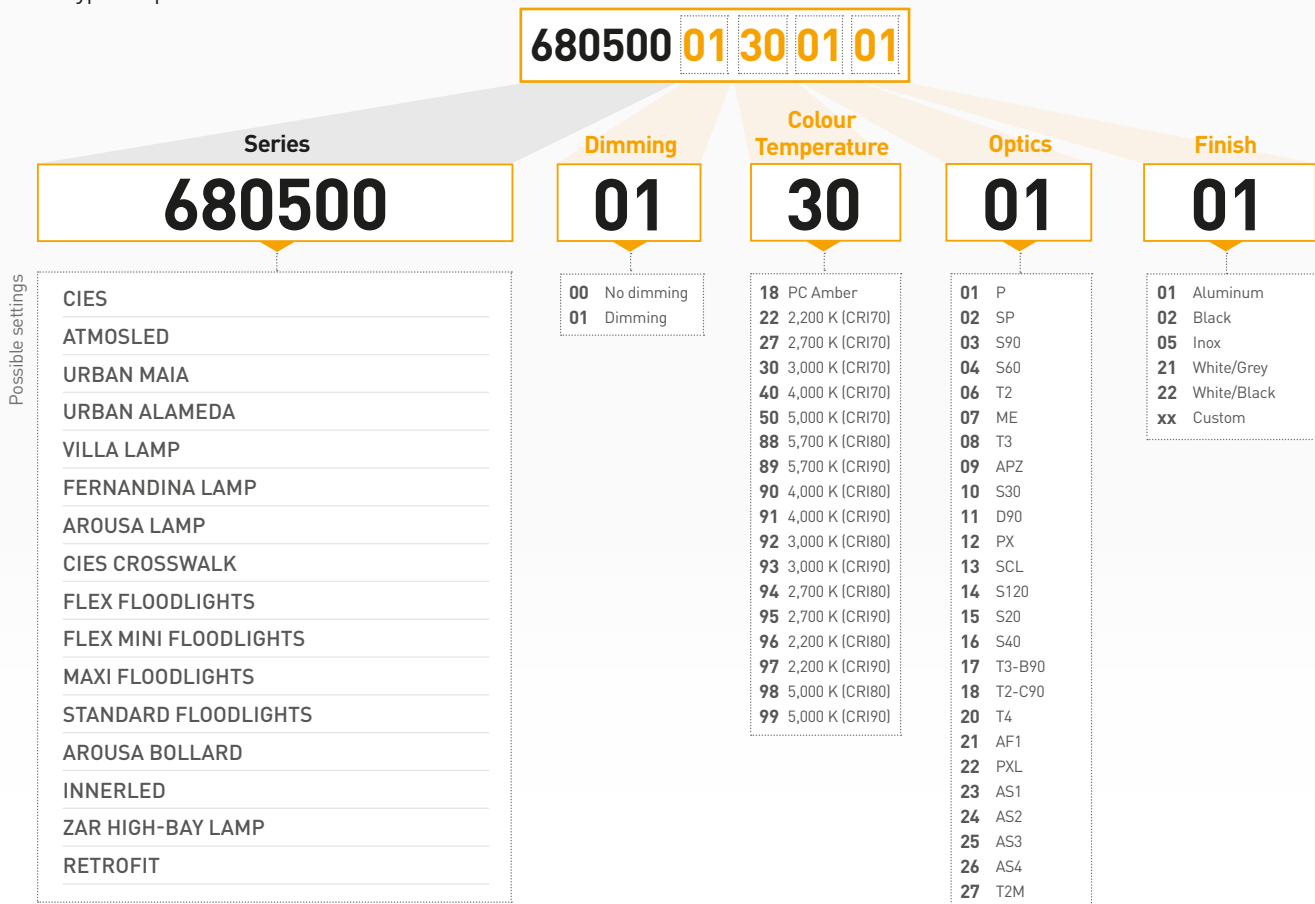 680500 01 30 01 01
Series
680500
Possible settings
CIES
ATMOSLED
URBAN MAIA
URBAN ALAMEDA
VILLA LAMP
FERNANDINA LAMP
AROUSA LAMP
CIES CROSSWALK
FLEX FLOODLIGHTS
FLEX MINI FLOODLIGHTS
MAXI FLOODLIGHTS
STANDARD FLOODLIGHTS
AROUSA BOLLARD
INNERLED
ZAR HIGH-BAY LAMP
RETROFIT
Dimming
01
00 No dimming
01 Dimming
Colour
Temperature
30
18 PC Amber
22 2,200 K (CRI70)
27 2,700 K (CRI70)
30 3,000 K (CRI70)
40 4,000 K (CRI70)
50 5,000 K (CRI70)
88 5,700 K (CRI80)
89 5,700 K (CRI90)
90 4,000 K (CRI80)
91 4,000 K (CRI90)
92 3,000 K (CRI80)
93 3,000 K (CRI90)
94 2,700 K (CRI80)
95 2,700 K (CRI90)
96 2,200 K (CRI80)
97 2,200 K (CRI90)
98 5,000 K (CRI80)
99 5,000 K (CRI90)
Optics
01
01 P
02 SP
03 S90
04 S60
06 T2
07 ME
08 T3
09 APZ
10 S30
11 D90
12 PX
13 SCL
14 S120
15 S20
16 S40
17 T3-B90
18 T2-C90
20 T4
21 AF1
22 PXL
23 AS1
24 AS2
25 AS3
26 AS4
27 T2M
Finish
01
01 Aluminum
02 Black
05 Inox
21 White/Grey
22 White/Black
xx Custom